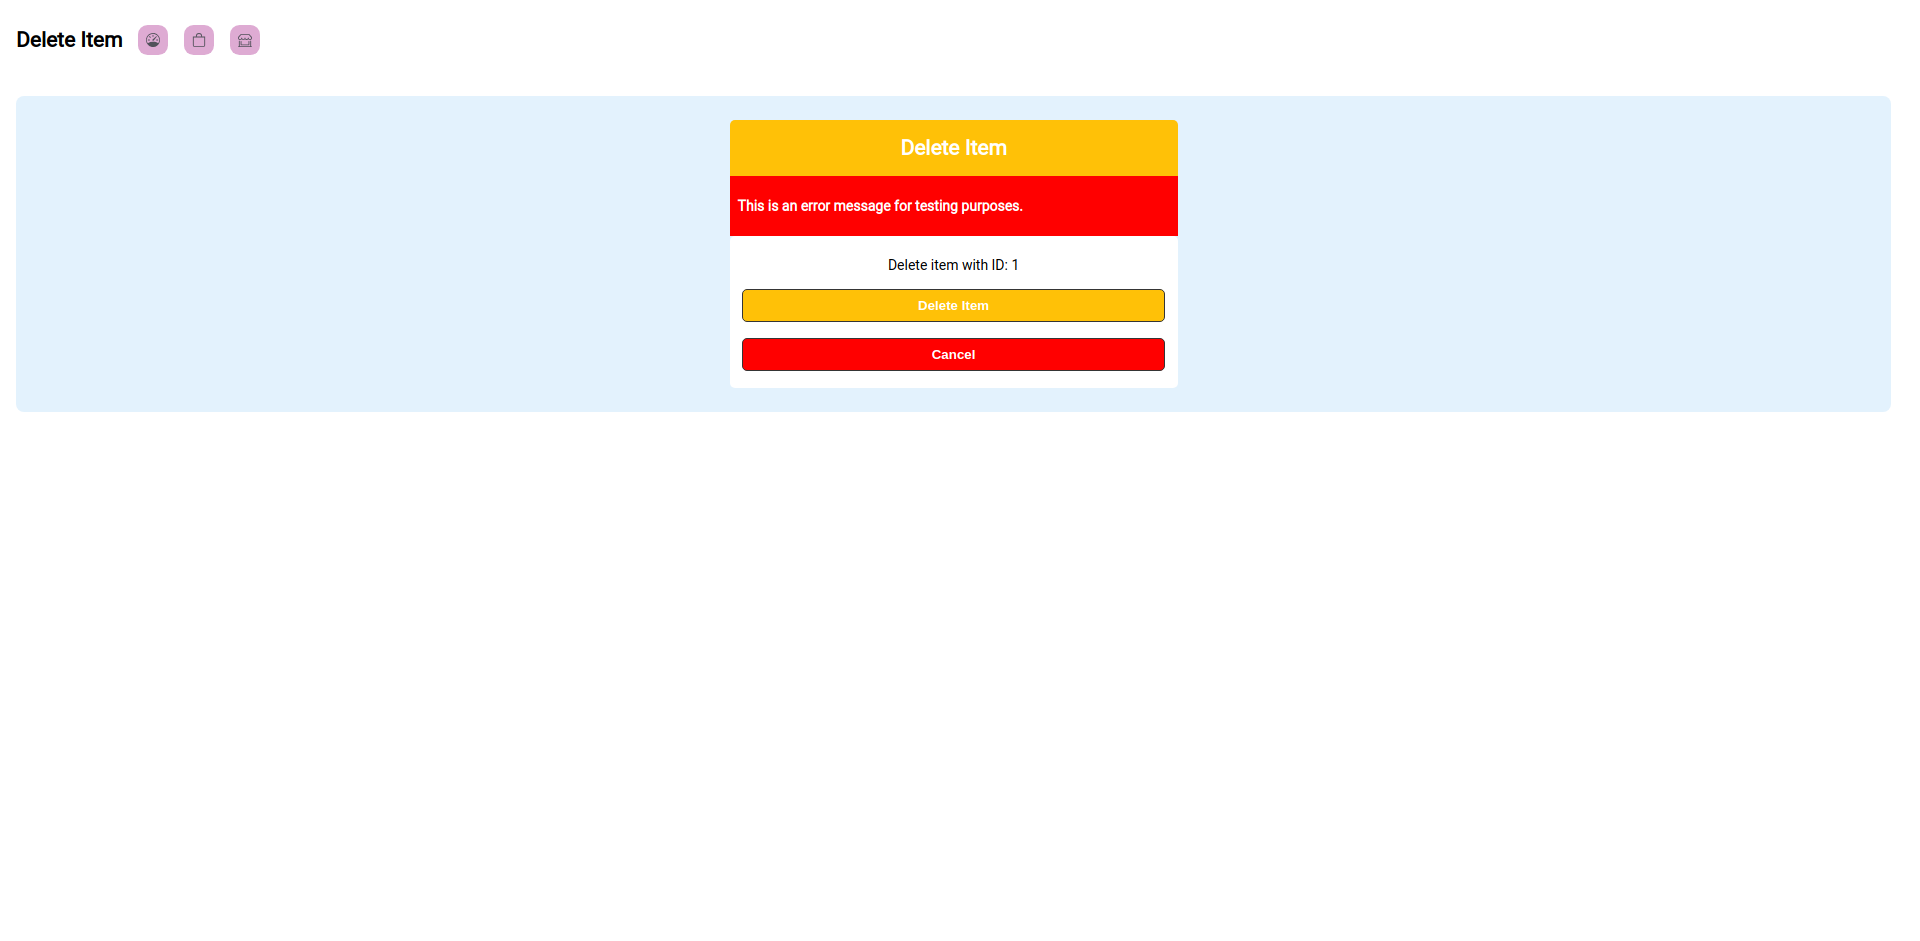 Delete Item
Delete Item
This is an error message for testing purposes.
Delete item with ID: 1
Delete Item
Cancel